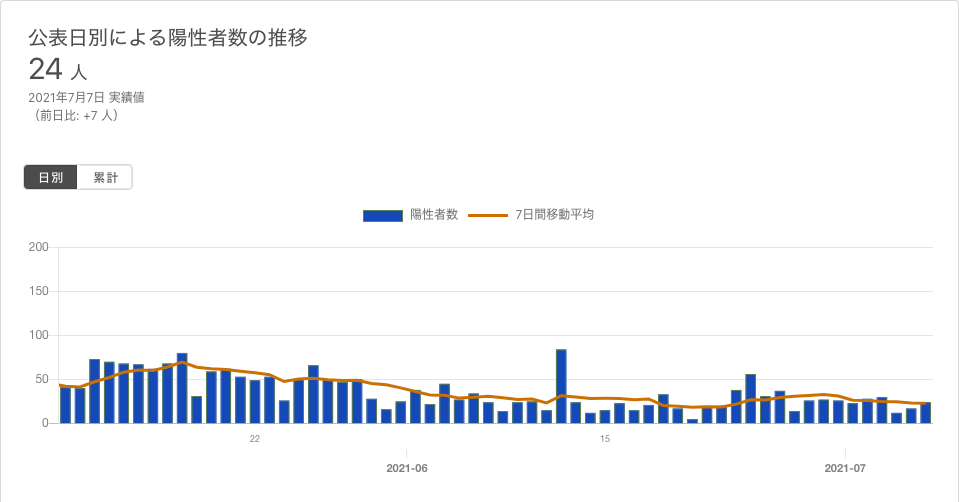 公表日別による陽性者数の推移
24 人
2021年7月7日 実績値
（前日比: +7 人）
日別 累計
陽性者数 7日間移動平均
200
150
100
50
0
22 15
2021-06 2021-07